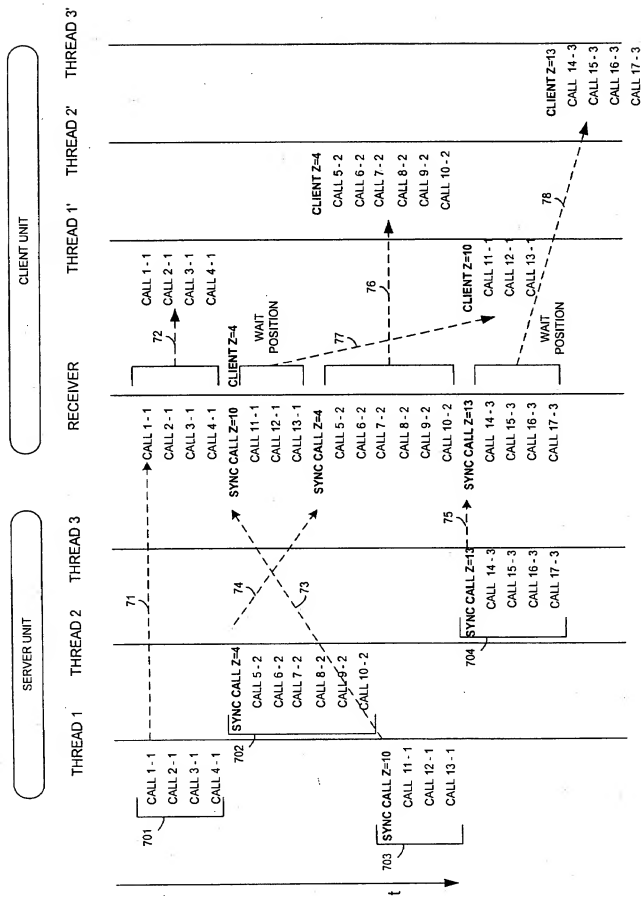 SERVER UNIT
CLIENT UNIT
THREAD 1
THREAD 2
THREAD 3
RECEIVER
THREAD 1'
THREAD 2'
THREAD 3'
t
701
CALL 1 - 1
CALL 2 - 1
CALL 3 - 1
CALL 4 - 1
703
SYNC CALL Z=10
CALL 11 - 1
CALL 12 - 1
CALL 13 - 1
702
SYNC CALL Z=4
CALL 5 - 2
CALL 6 - 2
CALL 7 - 2
CALL 8 - 2
CALL 9 - 2
CALL 10 - 2
704
SYNC CALL Z=13
CALL 14 - 3
CALL 15 - 3
CALL 16 - 3
CALL 17 - 3
71
74
73
75
CALL 1 - 1
CALL 2 - 1
CALL 3 - 1
CALL 4 - 1
SYNC CALL Z=10
CALL 11 - 1
CALL 12 - 1
CALL 13 - 1
SYNC CALL Z=4
CALL 5 - 2
CALL 6 - 2
CALL 7 - 2
CALL 8 - 2
CALL 9 - 2
CALL 10 - 2
SYNC CALL Z=13
CALL 14 - 3
CALL 15 - 3
CALL 16 - 3
CALL 17 - 3
72
CLIENT Z=4
WAIT
POSITION
77
76
WAIT
POSITION
78
CALL 1 - 1
CALL 2 - 1
CALL 3 - 1
CALL 4 - 1
CLIENT Z=10
CALL 11 - 1
CALL 12 - 1
CALL 13 - 1
CLIENT Z=4
CALL 5 - 2
CALL 6 - 2
CALL 7 - 2
CALL 8 - 2
CALL 9 - 2
CALL 10 - 2
CLIENT Z=13
CALL 14 - 3
CALL 15 - 3
CALL 16 - 3
CALL 17 - 3